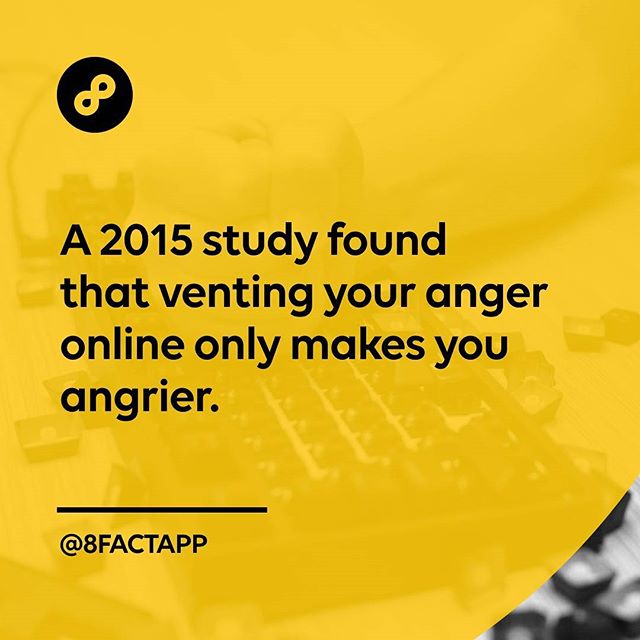 A 2015 study found
that venting your anger
online only makes you
angrier.
@8FACTAPP